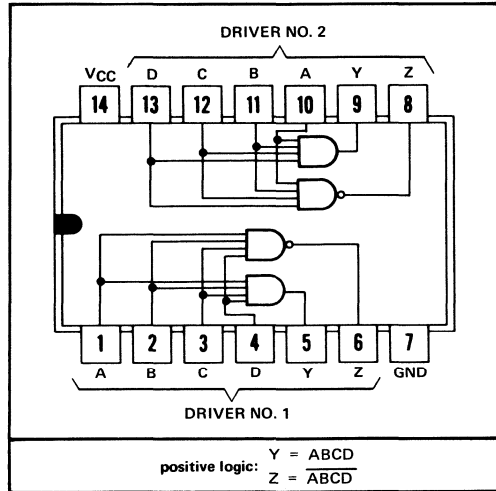 DRIVER NO. 2
VCC D C B A Y Z
14 13 12 11 10 9 8
1 2 3 4 5 6 7
A B C D Y Z GND
DRIVER NO. 1
positive logic: Y = ABCD
Z = \overline{ABCD}